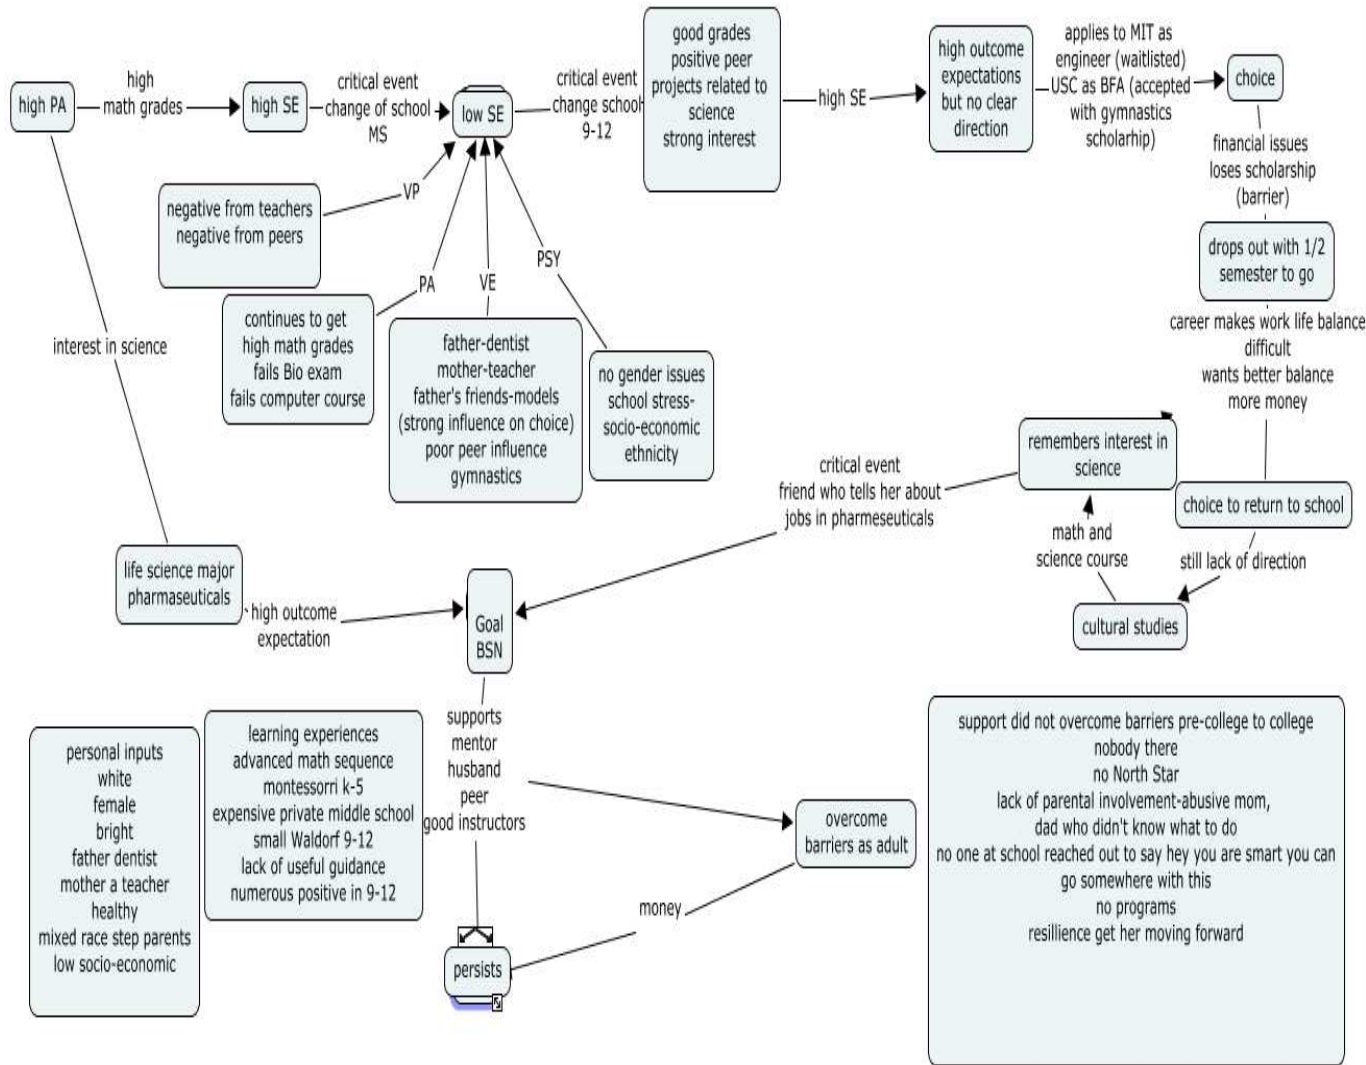 high PA
high
math grades
high SE
critical event
change of school
MS
low SE
critical event
change school
9-12
good grades
positive peer
projects related to
science
strong interest
high SE
high outcome
expectations
but no clear
direction
applies to MIT as
engineer (waitlisted)
USC as BFA (accepted
with gymnastics
scholarhip)
choice
financial issues
loses scholarship
(barrier)
drops out with 1/2
semester to go
career makes work life balance
difficult
wants better balance
more money
choice to return to school
still lack of direction
cultural studies
math and
science course
remembers interest in
science
critical event
friend who tells her about
jobs in pharmeseuticals
negative from teachers
negative from peers
VP
continues to get
high math grades
fails Bio exam
fails computer course
PA
father-dentist
mother-teacher
father's friends-models
(strong influence on choice)
poor peer influence
gymnastics
VE
no gender issues
school stress-
socio-economic
ethnicity
PSY
interest in science
life science major
pharmaseuticals
high outcome
expectation
Goal
BSN
supports
mentor
husband
peer
good instructors
persists
overcome
barriers as adult
money
personal inputs
white
female
bright
father dentist
mother a teacher
healthy
mixed race step parents
low socio-economic
learning experiences
advanced math sequence
montessorri k-5
expensive private middle school
small Waldorf 9-12
lack of useful guidance
numerous positive in 9-12
support did not overcome barriers pre-college to college
nobody there
no North Star
lack of parental involvement-abusive mom,
dad who didn't know what to do
no one at school reached out to say hey you are smart you can
go somewhere with this
no programs
resillience get her moving forward